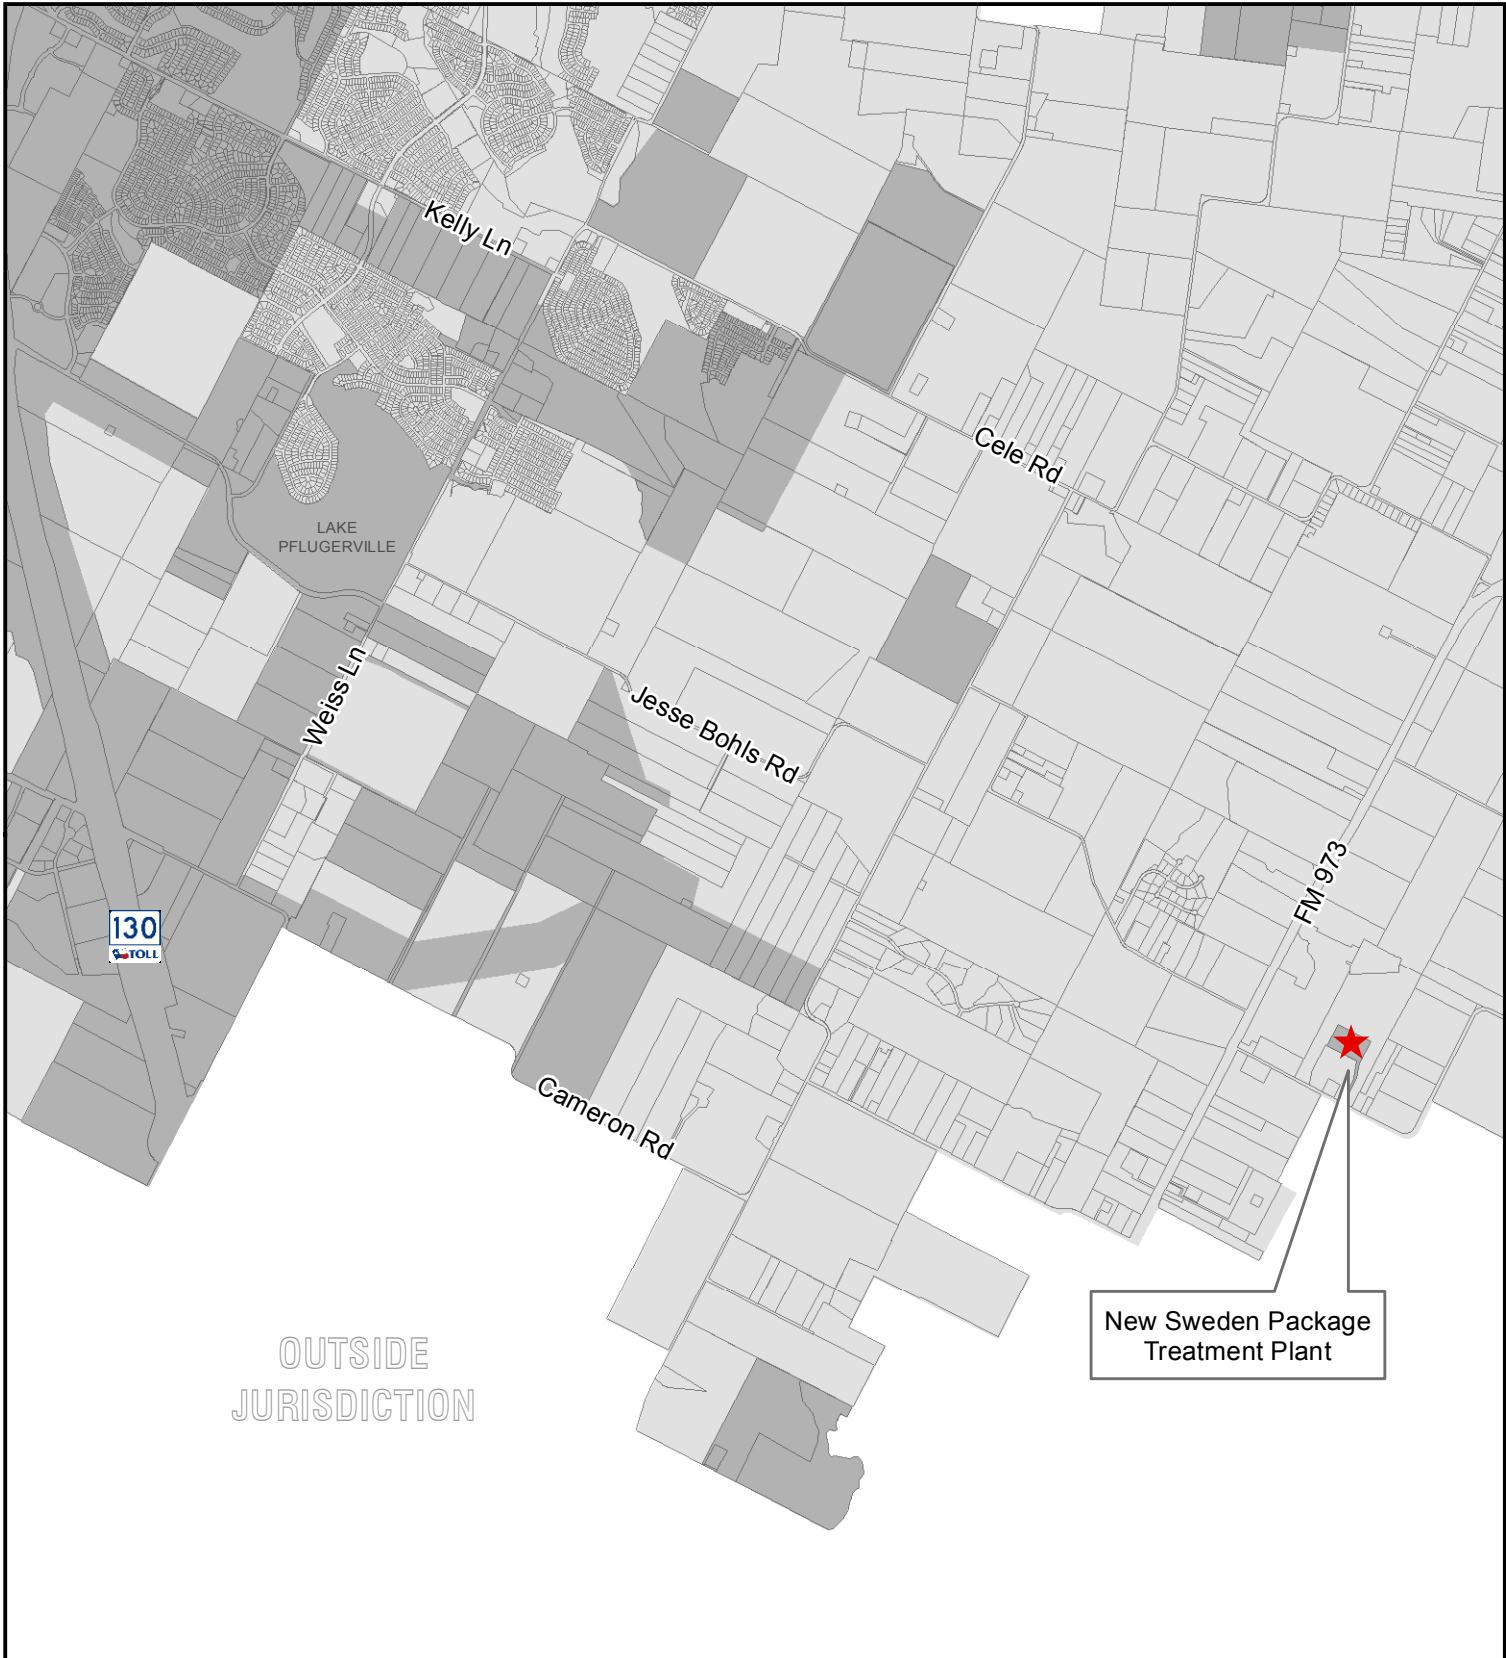 Kelly Ln
Cele Rd
LAKE
PFLUGERVILLE
Weiss Ln
Jesse Bohls Rd
FM 973
130
TOLL
Cameron Rd
New Sweden Package
Treatment Plant
OUTSIDE
JURISDICTION